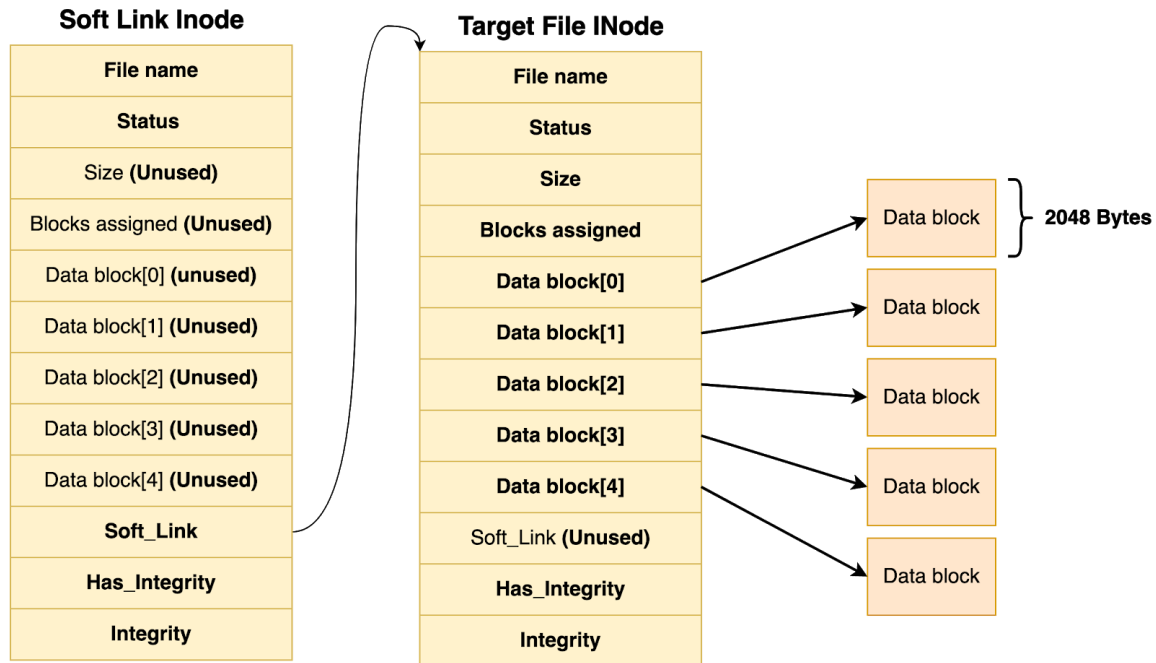 Soft Link Inode
File name
Status
Size (Unused)
Blocks assigned (Unused)
Data block[0] (unused)
Data block[1] (Unused)
Data block[2] (Unused)
Data block[3] (Unused)
Data block[4] (Unused)
Soft_Link
Has_Integrity
Integrity
Target File INode
File name
Status
Size
Blocks assigned
Data block[0]
Data block[1]
Data block[2]
Data block[3]
Data block[4]
Soft_Link (Unused)
Has_Integrity
Integrity
Data block
2048 Bytes
Data block
Data block
Data block
Data block